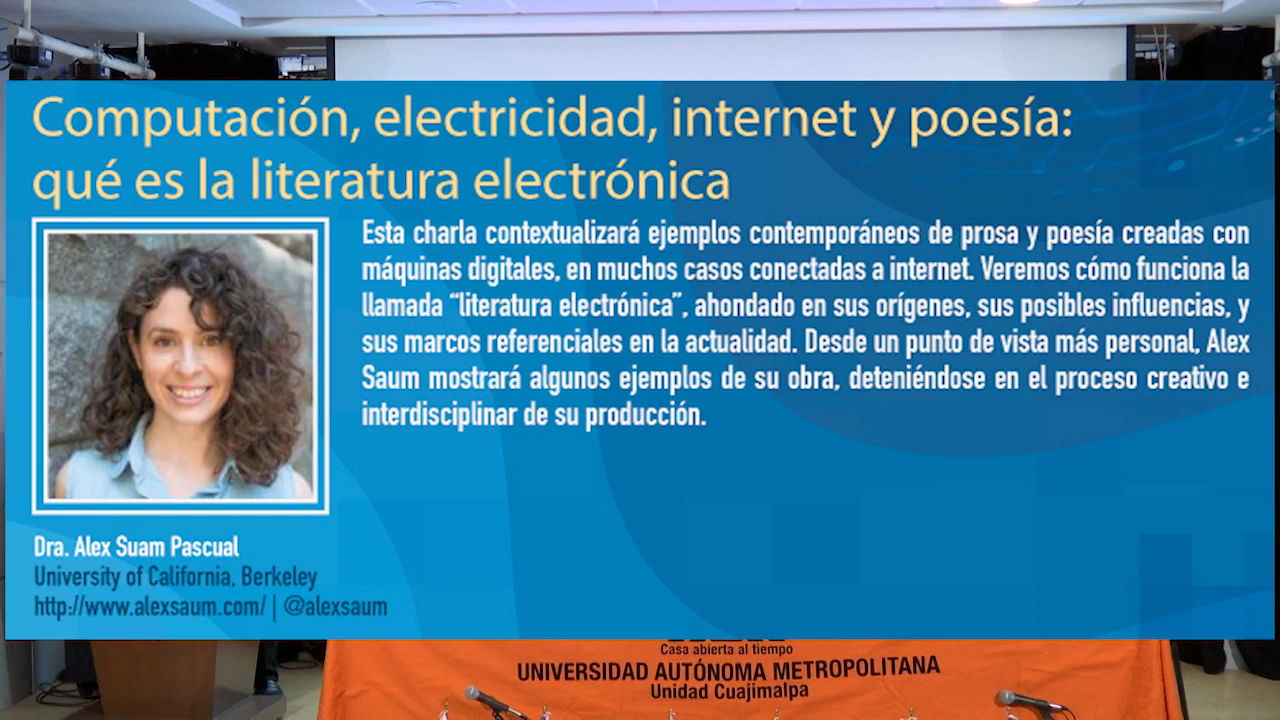 Computación, electricidad, internet y poesía:
qué es la literatura electrónica
Esta charla contextualizará ejemplos contemporáneos de prosa y poesía creadas con
máquinas digitales, en muchos casos conectadas a internet. Veremos cómo funciona la
llamada “literatura electrónica”, ahondado en sus orígenes, sus posibles influencias, y
sus marcos referenciales en la actualidad. Desde un punto de vista más personal, Alex
Saum mostrará algunos ejemplos de su obra, deteniéndose en el proceso creativo e
interdisciplinar de su producción.
Dra. Alex Suam Pascual
University of California, Berkeley
http://www.alexsaum.com/ | @alexsaum
Casa abierta al tiempo
UNIVERSIDAD AUTÓNOMA METROPOLITANA
Unidad Cuajimalpa